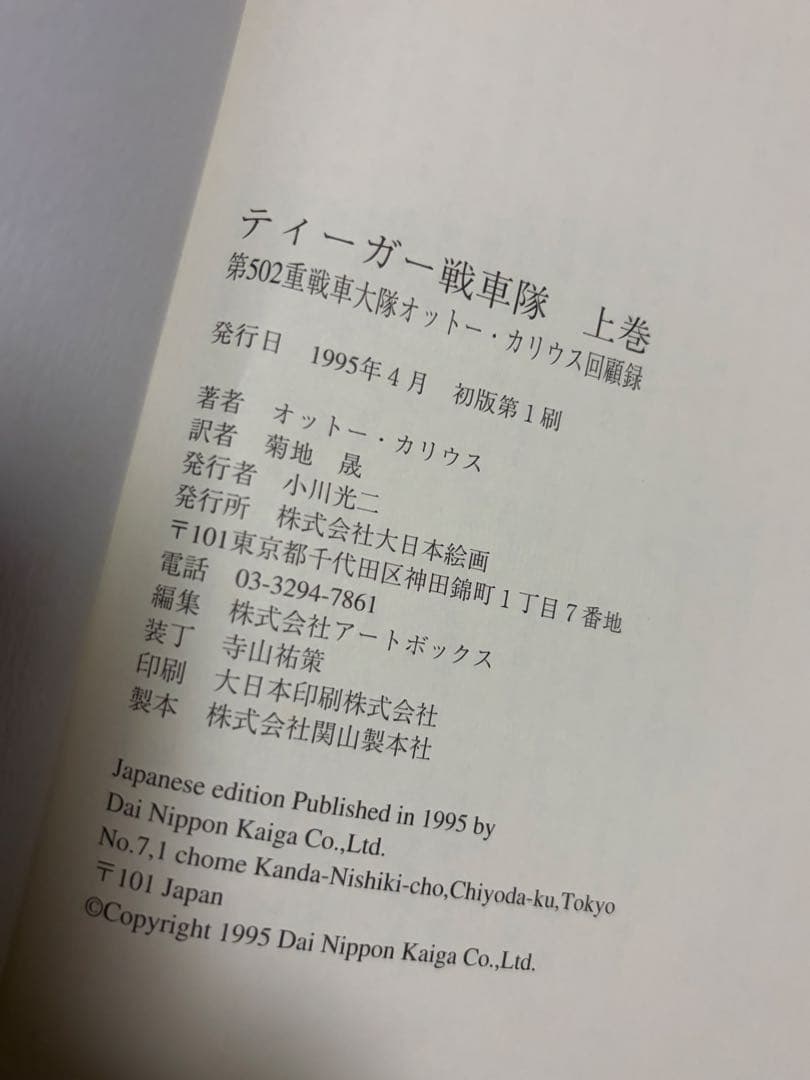 ティーガー戦車隊　上巻
第502重戦車大隊オットー・カリウス回顧録
発行日　1995年4月　初版第1刷
著者　オットー・カリウス
訳者　菊地　晟
発行者　小川光二
発行所　株式会社大日本絵画
〒101東京都千代田区神田錦町1丁目7番地
電話　03-3294-7861
編集　株式会社アートボックス
装丁　寺山祐策
印刷　大日本印刷株式会社
製本　株式会社関山製本社
Japanese edition Published in 1995 by
Dai Nippon Kaiga Co.,Ltd.
No.7,1 chome Kanda-Nishiki-cho,Chiyoda-ku,Tokyo
〒101 Japan
©Copyright 1995 Dai Nippon Kaiga Co.,Ltd.